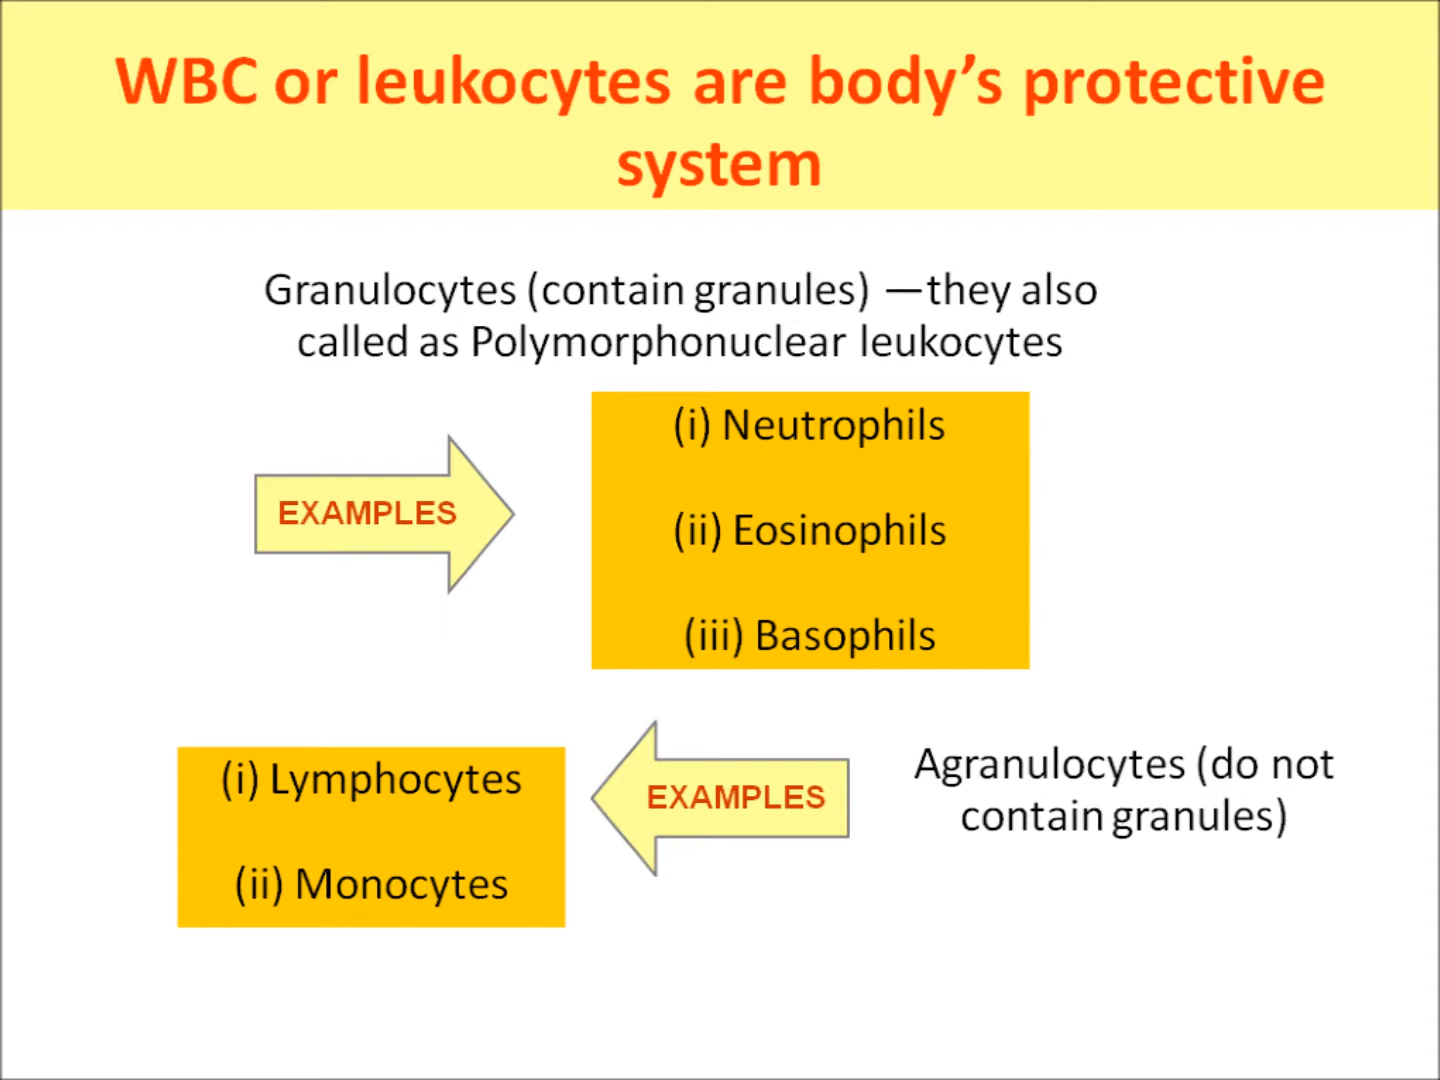 WBC or leukocytes are body’s protective
system
Granulocytes (contain granules) —they also
called as Polymorphonuclear leukocytes
EXAMPLES
(i) Neutrophils
(ii) Eosinophils
(iii) Basophils
(i) Lymphocytes
(ii) Monocytes
EXAMPLES
Agranulocytes (do not
contain granules)